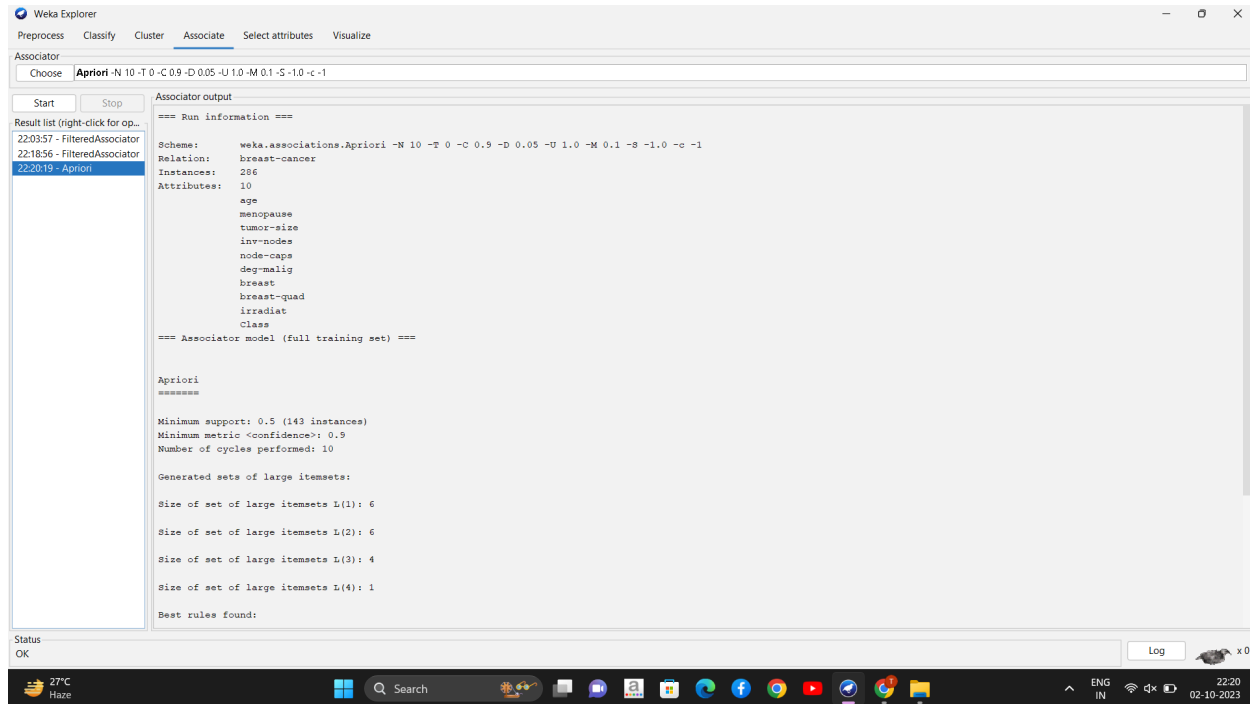 Weka Explorer
Preprocess Classify Cluster Associate Select attributes Visualize
Associator
Choose Apriori -N 10 -T 0 -C 0.9 -D 0.05 -U 1.0 -M 0.1 -S -1.0 -c -1
Start Stop
Result list (right-click for op...
22:03:57 - FilteredAssociator
22:18:56 - FilteredAssociator
22:20:19 - Apriori
Associator output
=== Run information ===
Scheme: weka.associations.Apriori -N 10 -T 0 -C 0.9 -D 0.05 -U 1.0 -M 0.1 -S -1.0 -c -1
Relation: breast-cancer
Instances: 286
Attributes: 10
age
menopause
tumor-size
inv-nodes
node-caps
deg-malig
breast
breast-quad
irradiat
Class
=== Associator model (full training set) ===
Apriori
=======
Minimum support: 0.5 (143 instances)
Minimum metric <confidence>: 0.9
Number of cycles performed: 10
Generated sets of large itemsets:
Size of set of large itemsets L(1): 6
Size of set of large itemsets L(2): 6
Size of set of large itemsets L(3): 4
Size of set of large itemsets L(4): 1
Best rules found:
Status
OK
Log
x 0
27°C
Haze
Search
a
T
ENG
IN
22:20
02-10-2023